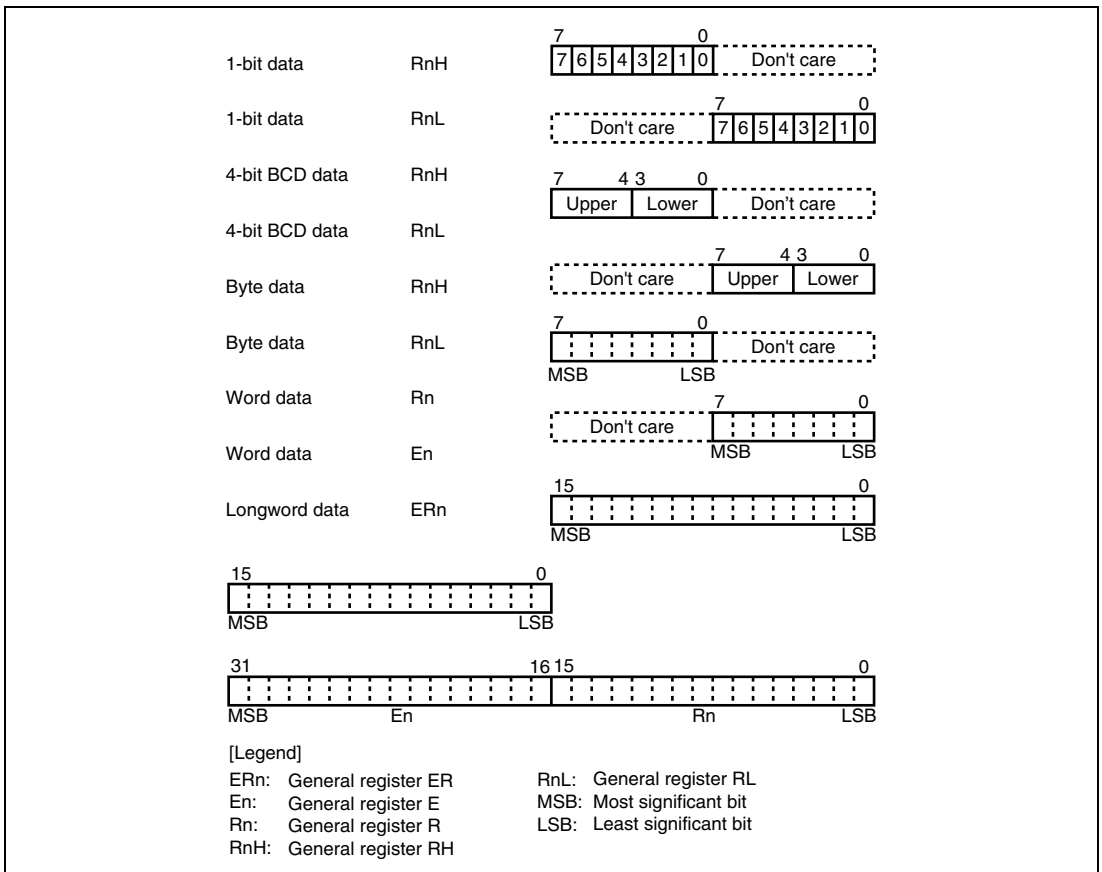 7 0
1-bit data RnH 7 6 5 4 3 2 1 0 Don't care
7 0
1-bit data RnL Don't care 7 6 5 4 3 2 1 0
4-bit BCD data RnH 7 4 3 0
Upper Lower Don't care
4-bit BCD data RnL
7 4 3 0
Byte data RnH Don't care Upper Lower
7 0
Byte data RnL Don't care
MSB LSB
Word data Rn 7 0
Don't care
Word data En MSB LSB
15 0
Longword data ERn
MSB LSB
15 0
MSB LSB
31 16 15 0
MSB En Rn LSB
[Legend]
ERn: General register ER RnL: General register RL
En: General register E MSB: Most significant bit
Rn: General register R LSB: Least significant bit
RnH: General register RH